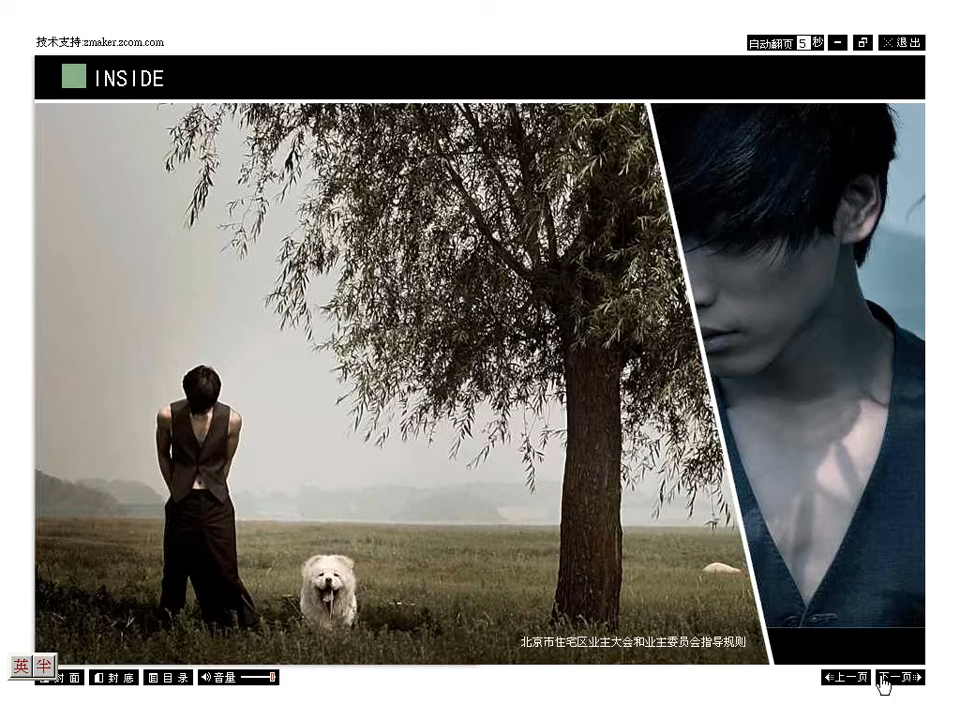 技术支持:zmaker.zcom.com
自动翻页 5 秒
退出
INSIDE
北京市住宅区业主大会和业主委员会指导规则
英 半
封面
封底
目录
音量
上一页
下一页